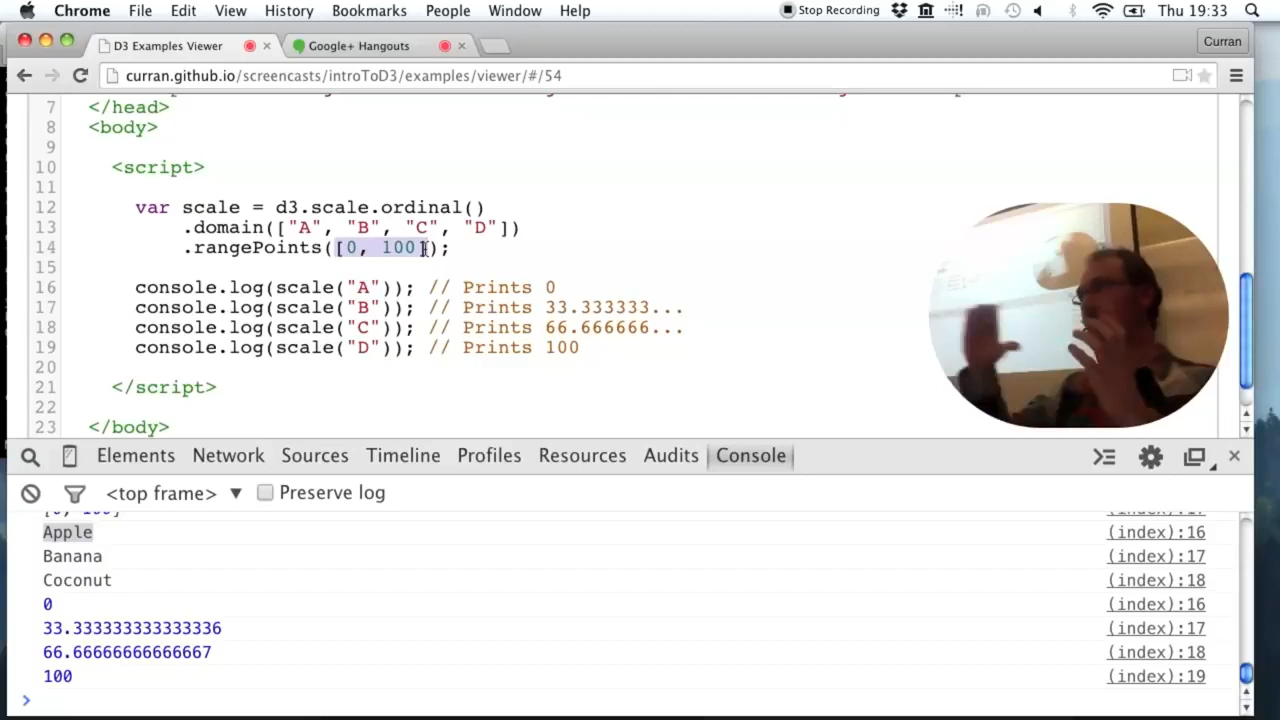 Chrome File Edit View History Bookmarks People Window Help Stop Recording Thu 19:33
D3 Examples Viewer × Google+ Hangouts × Curran
curran.github.io/screencasts/introToD3/examples/viewer/#/54
7 </head>
8 <body>
9
10 <script>
11
12 var scale = d3.scale.ordinal()
13 .domain(["A", "B", "C", "D"])
14 .rangePoints([0, 100]);
15
16 console.log(scale("A")); // Prints 0
17 console.log(scale("B")); // Prints 33.333333...
18 console.log(scale("C")); // Prints 66.666666...
19 console.log(scale("D")); // Prints 100
20
21 </script>
22
23 </body>
Elements Network Sources Timeline Profiles Resources Audits Console
<top frame> ▼ Preserve log
[0, 100] (index):17
Apple (index):16
Banana (index):17
Coconut (index):18
0 (index):16
33.333333333333336 (index):17
66.66666666666667 (index):18
100 (index):19
>